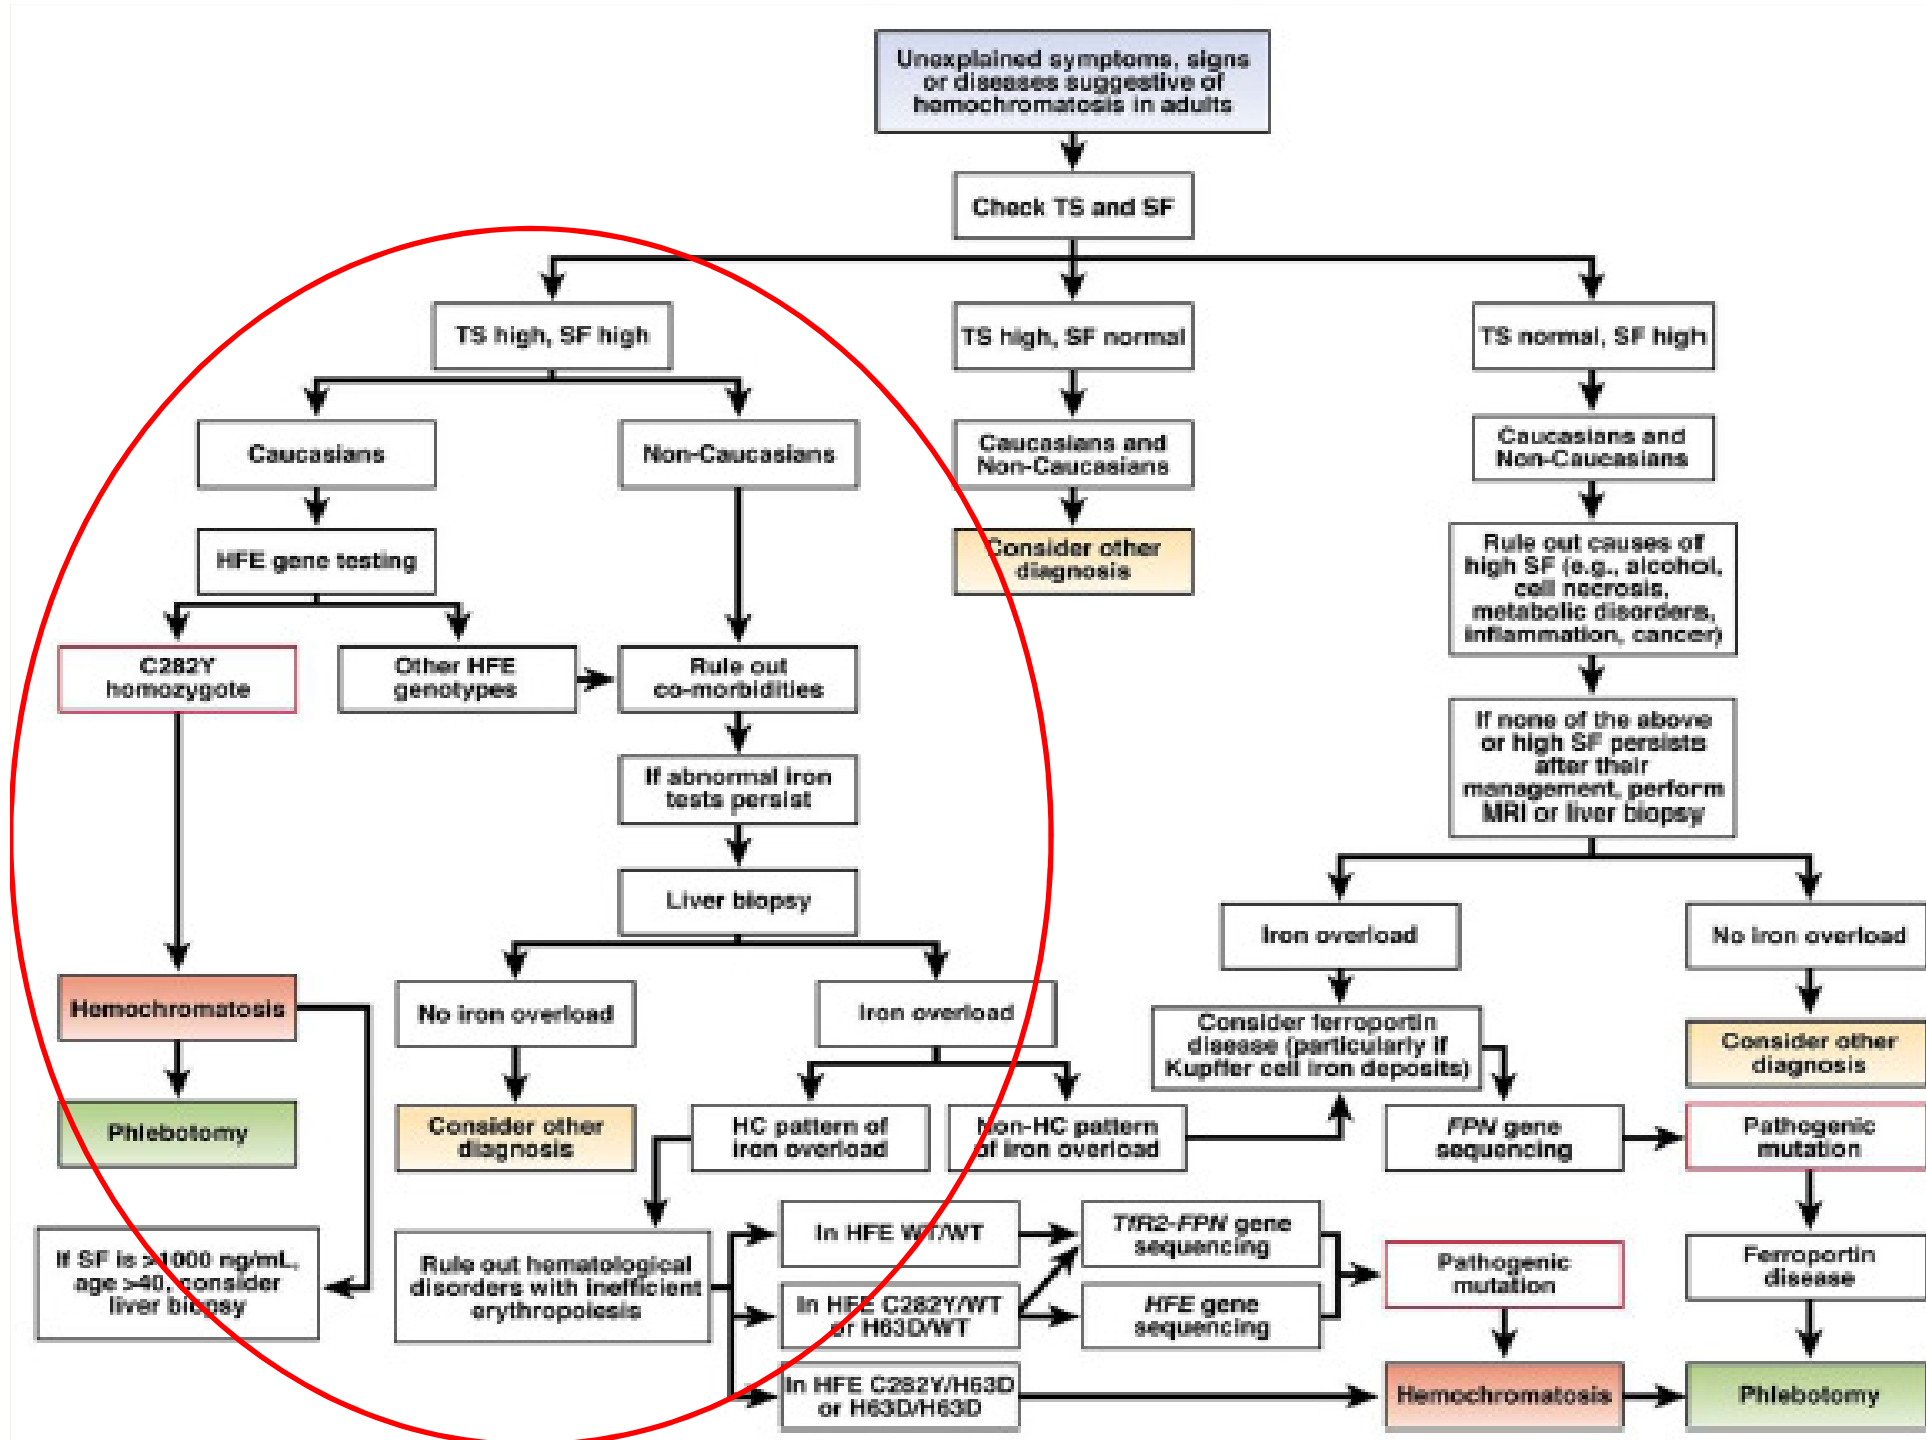 Unexplained symptoms, signs
or diseases suggestive of
hemochromatosis in adults
Check TS and SF
TS high, SF high
TS high, SF normal
TS normal, SF high
Caucasians
Non-Caucasians
Caucasians and
Non-Caucasians
Caucasians and
Non-Caucasians
HFE gene testing
Consider other
diagnosis
Rule out causes of
high SF (e.g., alcohol,
cell necrosis,
metabolic disorders,
inflammation, cancer)
C282Y
homozygote
Other HFE
genotypes
Rule out
co-morbidities
If abnormal iron
tests persist
If none of the above
or high SF persists
after their
management, perform
MRI or liver biopsy
Liver biopsy
Iron overload
No iron overload
Hemochromatosis
No iron overload
Iron overload
Consider ferroportin
disease (particularly if
Kupffer cell iron deposits)
Consider other
diagnosis
Phlebotomy
Consider other
diagnosis
HC pattern of
iron overload
Non-HC pattern
of iron overload
FPN gene
sequencing
Pathogenic
mutation
If SF is >1000 ng/mL,
age >40, consider
liver biopsy
Rule out hematological
disorders with inefficient
erythropoiesis
In HFE WT/WT
TfR2-FPN gene
sequencing
In HFE C282Y/WT
or H63D/WT
HFE gene
sequencing
Pathogenic
mutation
Ferroportin
disease
In HFE C282Y/H63D
or H63D/H63D
Hemochromatosis
Phlebotomy